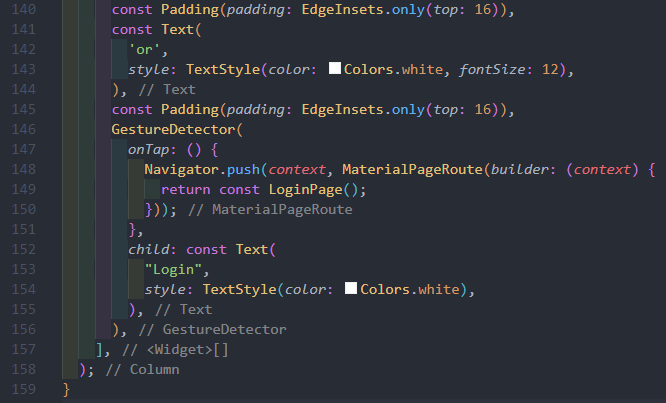 140 const Padding(padding: EdgeInsets.only(top: 16)),
141 const Text(
142 'or',
143 style: TextStyle(color: Colors.white, fontSize: 12),
144 ), // Text
145 const Padding(padding: EdgeInsets.only(top: 16)),
146 GestureDetector(
147 onTap: () {
148 Navigator.push(context, MaterialPageRoute(builder: (context) {
149 return const LoginPage();
150 })); // MaterialPageRoute
151 },
152 child: const Text(
153 "Login",
154 style: TextStyle(color: Colors.white),
155 ), // Text
156 ), // GestureDetector
157 ], // <Widget>[]
158 ); // Column
159 }